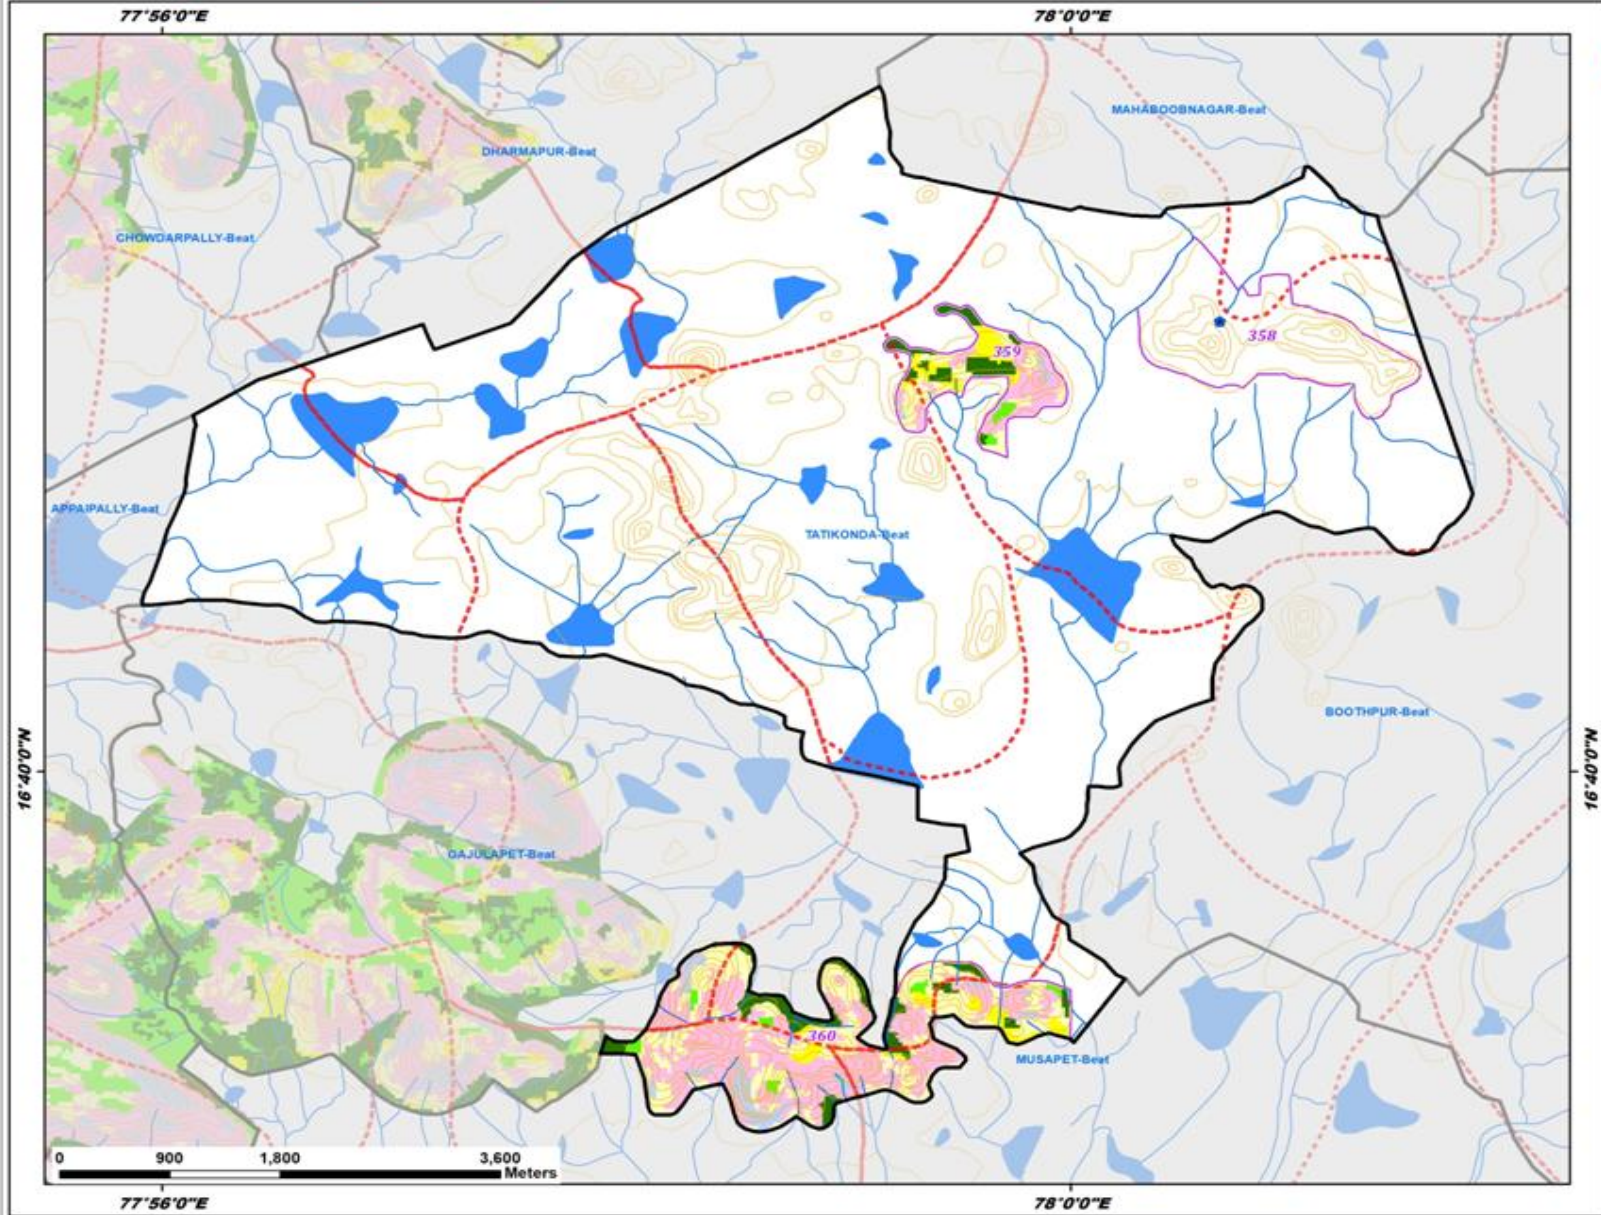 77°56'0"E
78°0'0"E
MAHABOOBNAGAR-Beat
DHARMAPUR-Beat
CHOWDARPALLY-Beat
358
359
APPAIPALLY-Beat
TATIKONDA-Beat
BOOTHPUR-Beat
16°40'0"N
16°40'0"N
GAJULAPET-Beat
360
MUSAPET-Beat
0 900 1,800 3,600
Meters
77°56'0"E
78°0'0"E